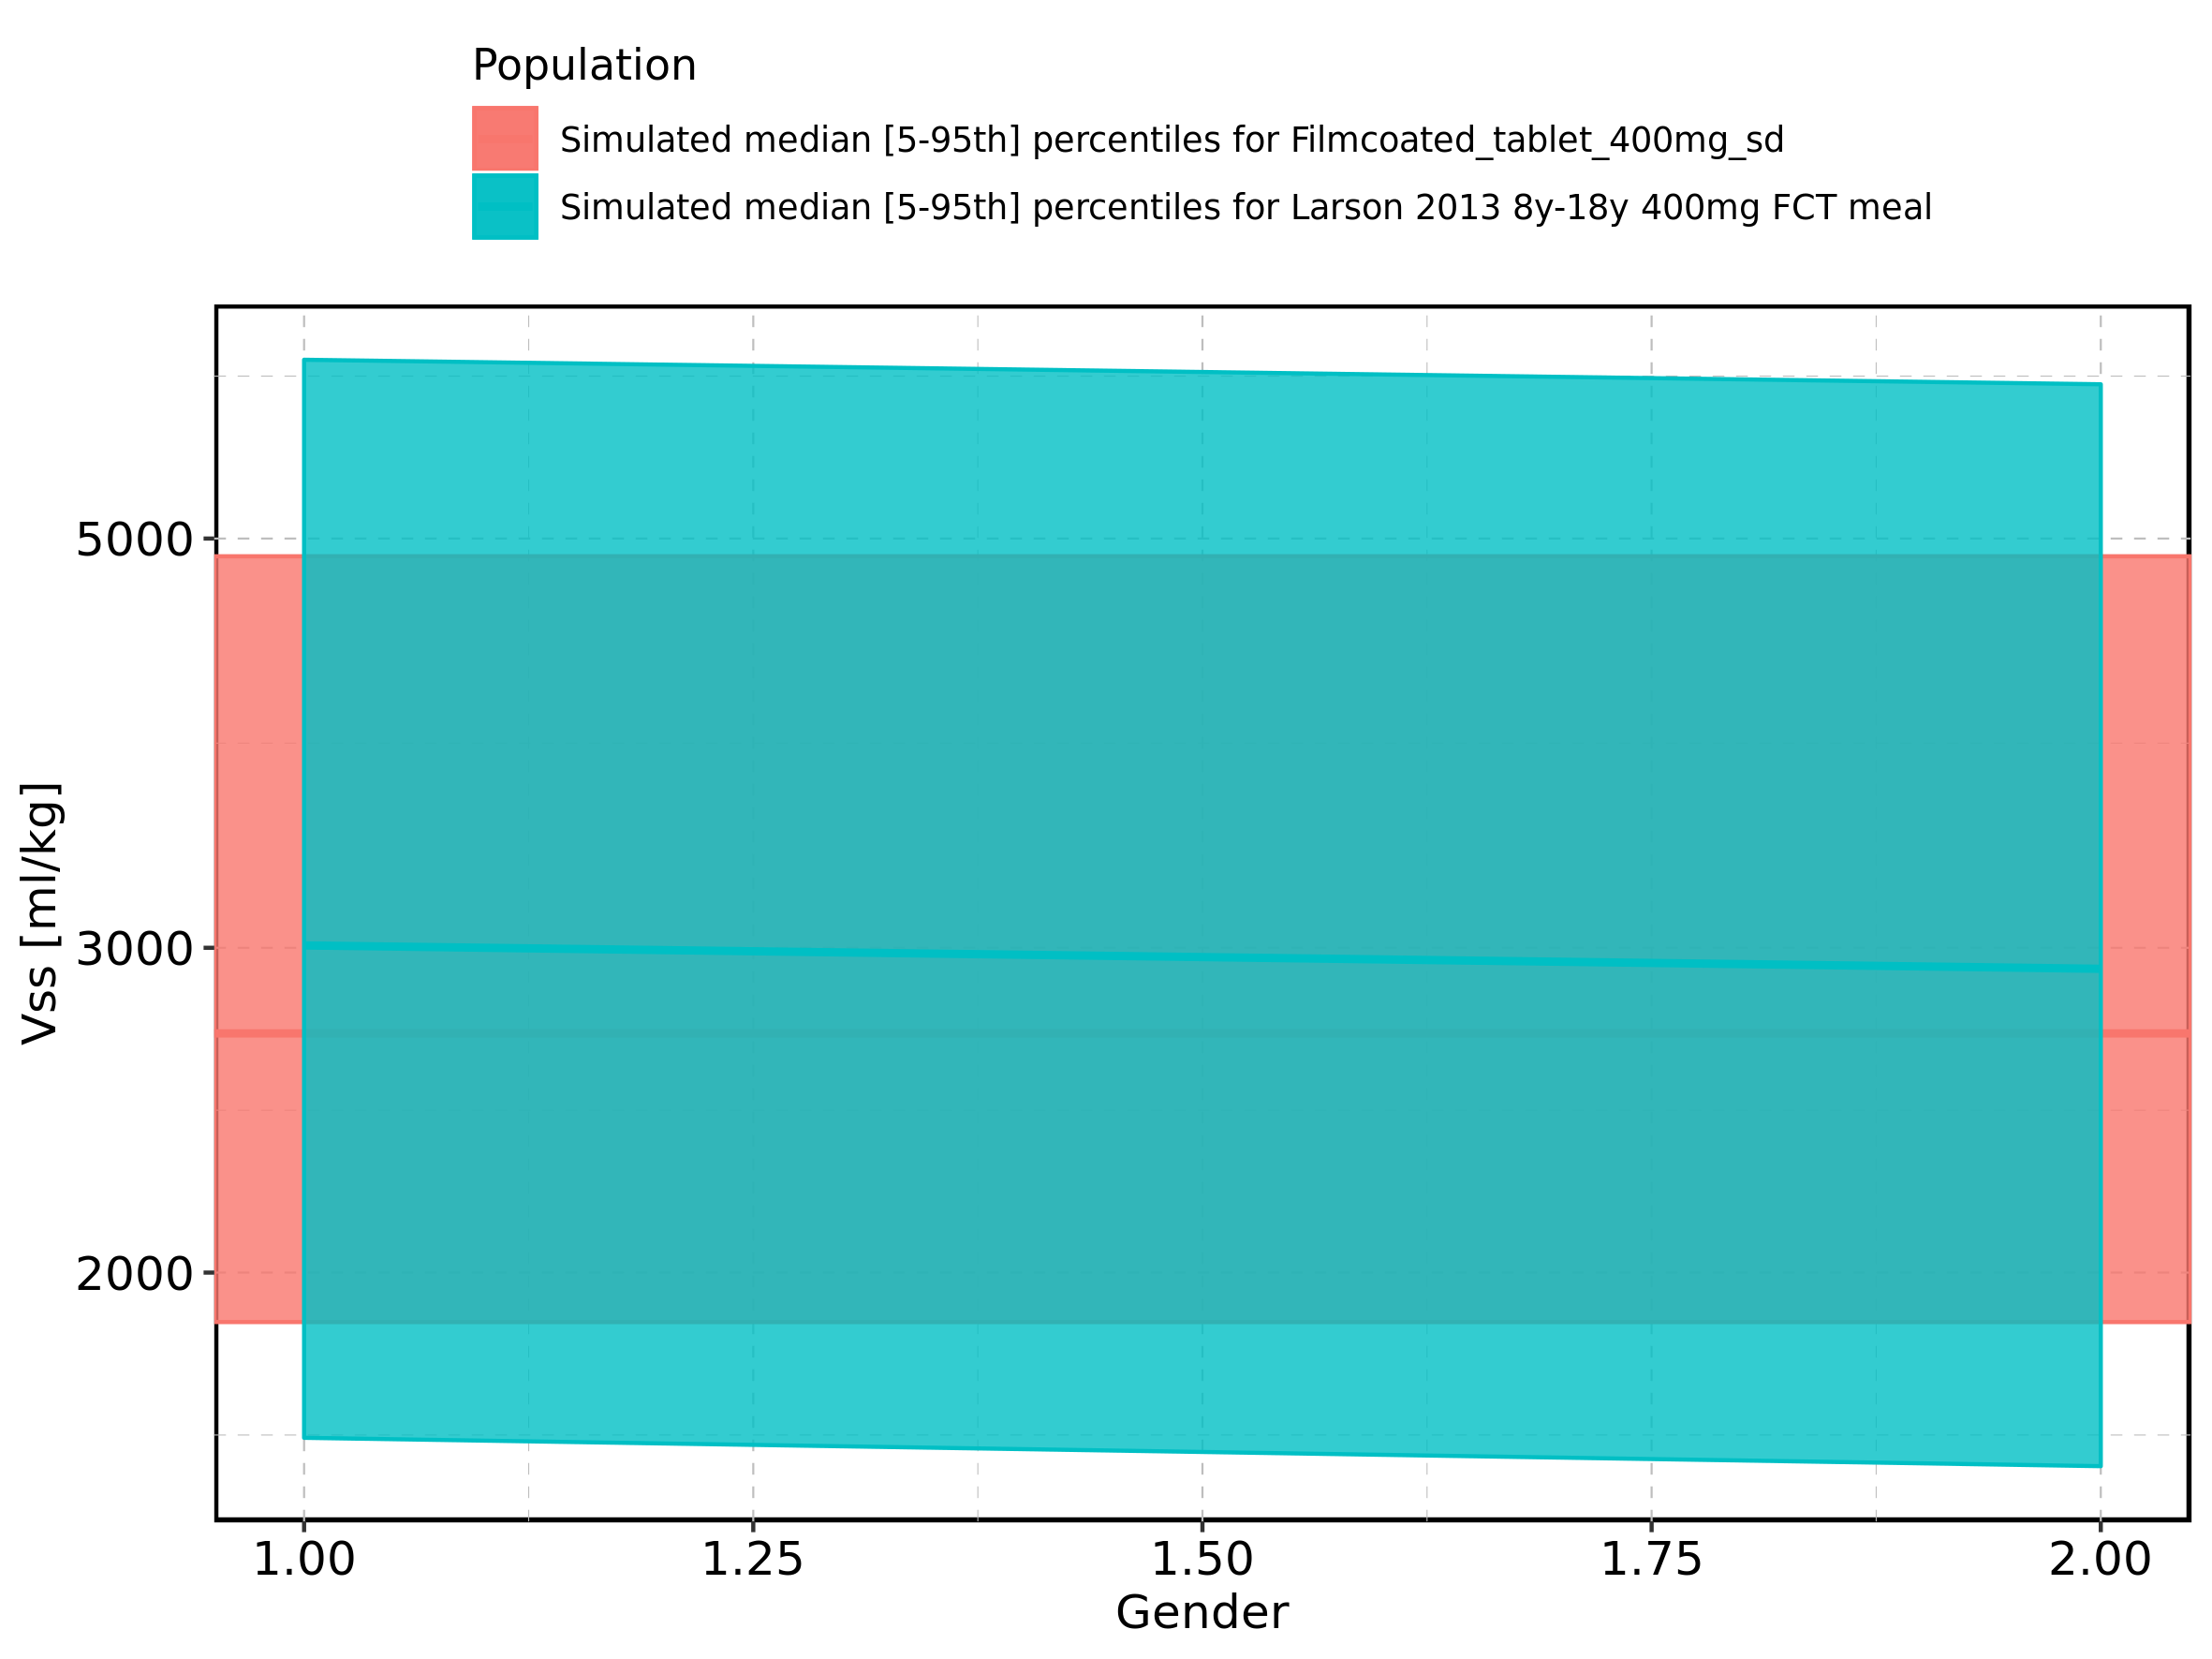 Population
Simulated median [5-95th] percentiles for Filmcoated_tablet_400mg_sd
Simulated median [5-95th] percentiles for Larson 2013 8y-18y 400mg FCT meal
Vss [ml/kg]
5000
3000
2000
1.00 1.25 1.50 1.75 2.00
Gender